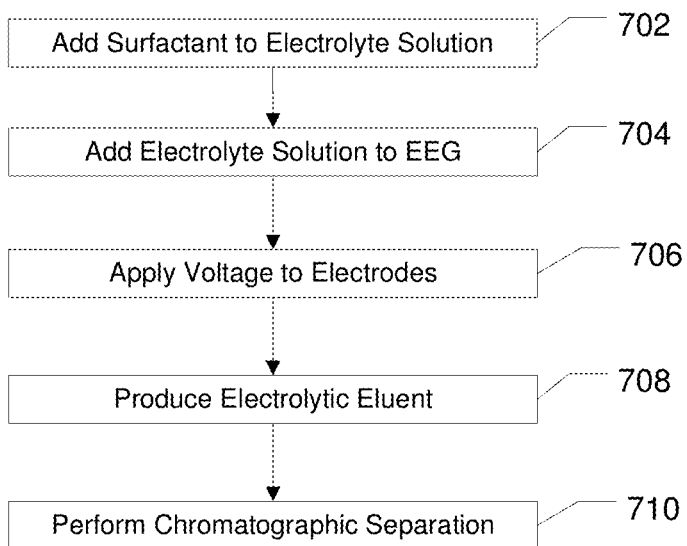 Add Surfactant to Electrolyte Solution 702
Add Electrolyte Solution to EEG 704
Apply Voltage to Electrodes 706
Produce Electrolytic Eluent 708
Perform Chromatographic Separation 710